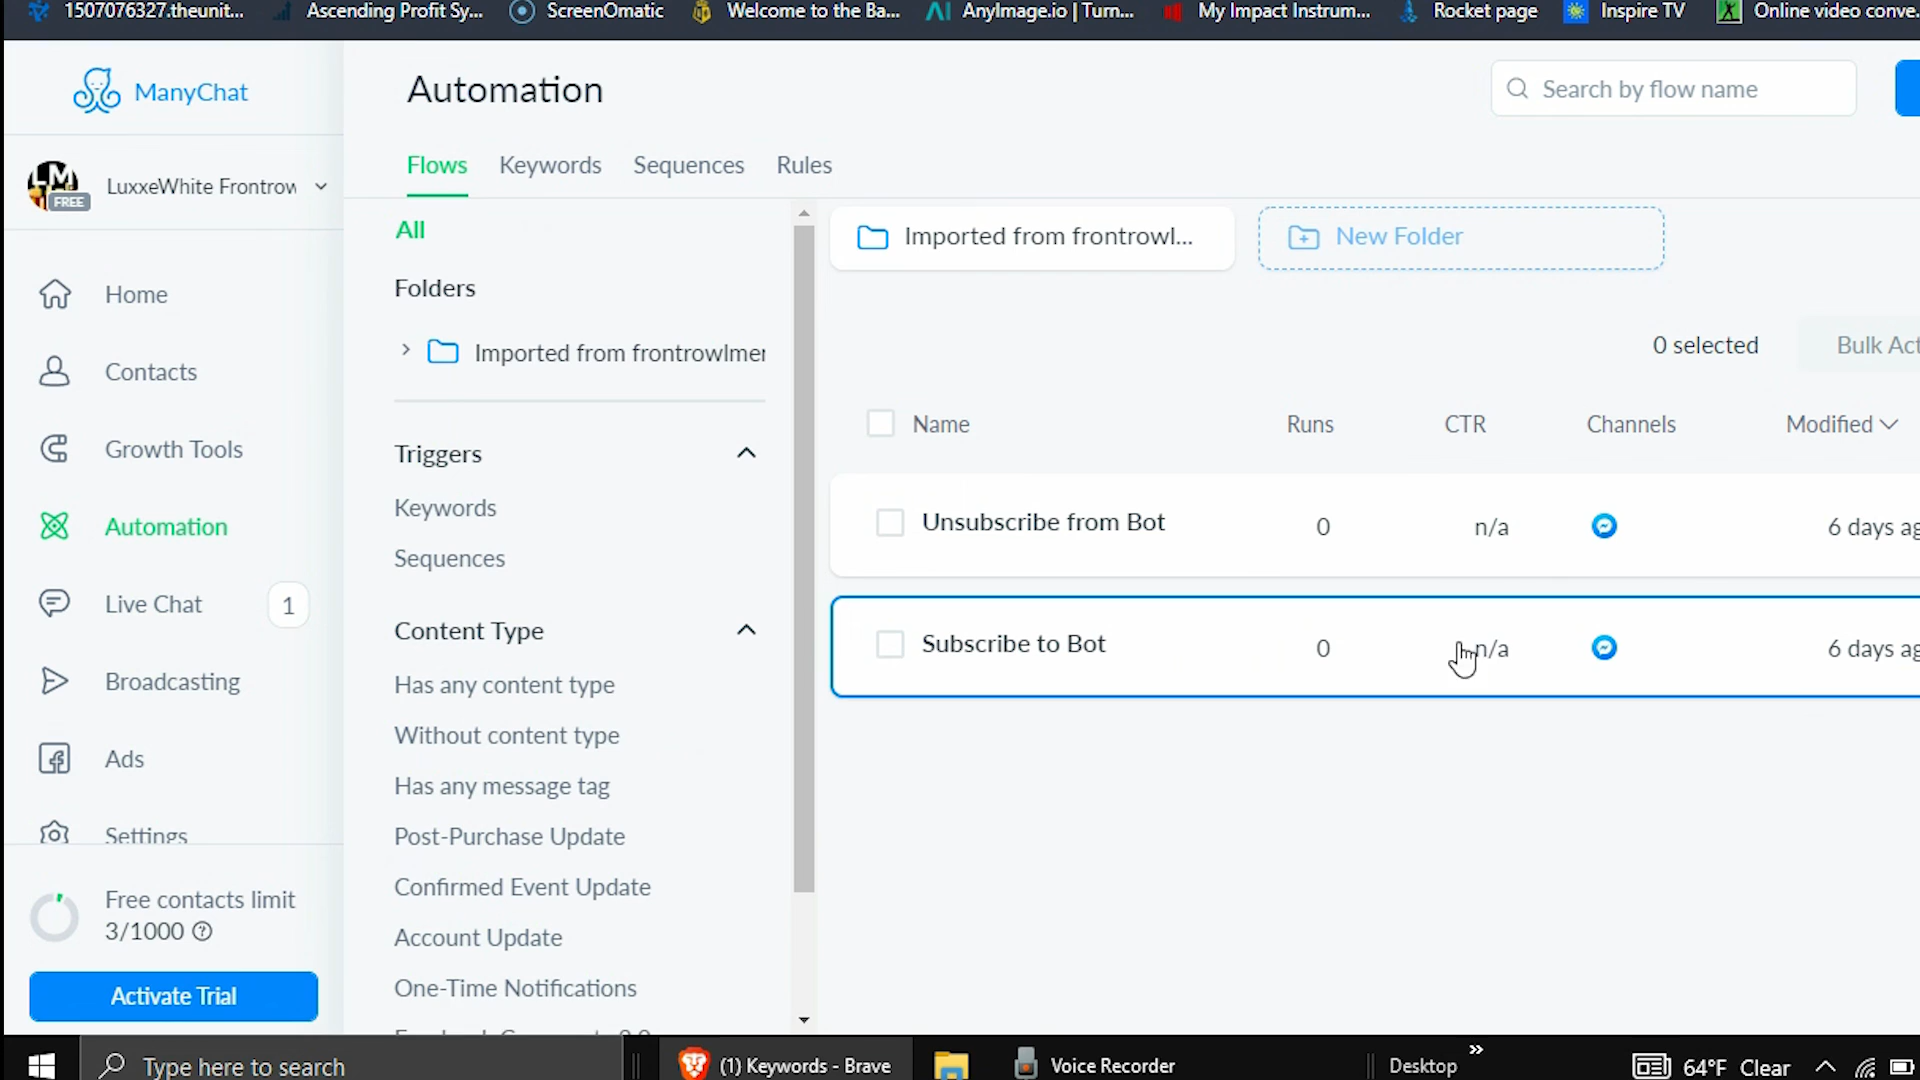 1507076327.theunit...
Ascending Profit Sy...
ScreenOmatic
Welcome to the Ba...
AnyImage.io | Turn...
My Impact Instrum...
Rocket page
Inspire TV
Online video conve.
ManyChat
LM
FREE
LuxxeWhite Frontrow
Home
Contacts
Growth Tools
Automation
Live Chat
1
Broadcasting
Ads
Settings
Free contacts limit
3/1000
Activate Trial
Automation
Search by flow name
Flows
Keywords
Sequences
Rules
All
Folders
Imported from frontrowlmer
Triggers
Keywords
Sequences
Content Type
Has any content type
Without content type
Has any message tag
Post-Purchase Update
Confirmed Event Update
Account Update
One-Time Notifications
Imported from frontrowl...
New Folder
0 selected
Bulk Act
Name Runs CTR Channels Modified
Unsubscribe from Bot 0 n/a 6 days ag
Subscribe to Bot 0 n/a 6 days ag
Type here to search
(1) Keywords - Brave
Voice Recorder
Desktop
64°F Clear